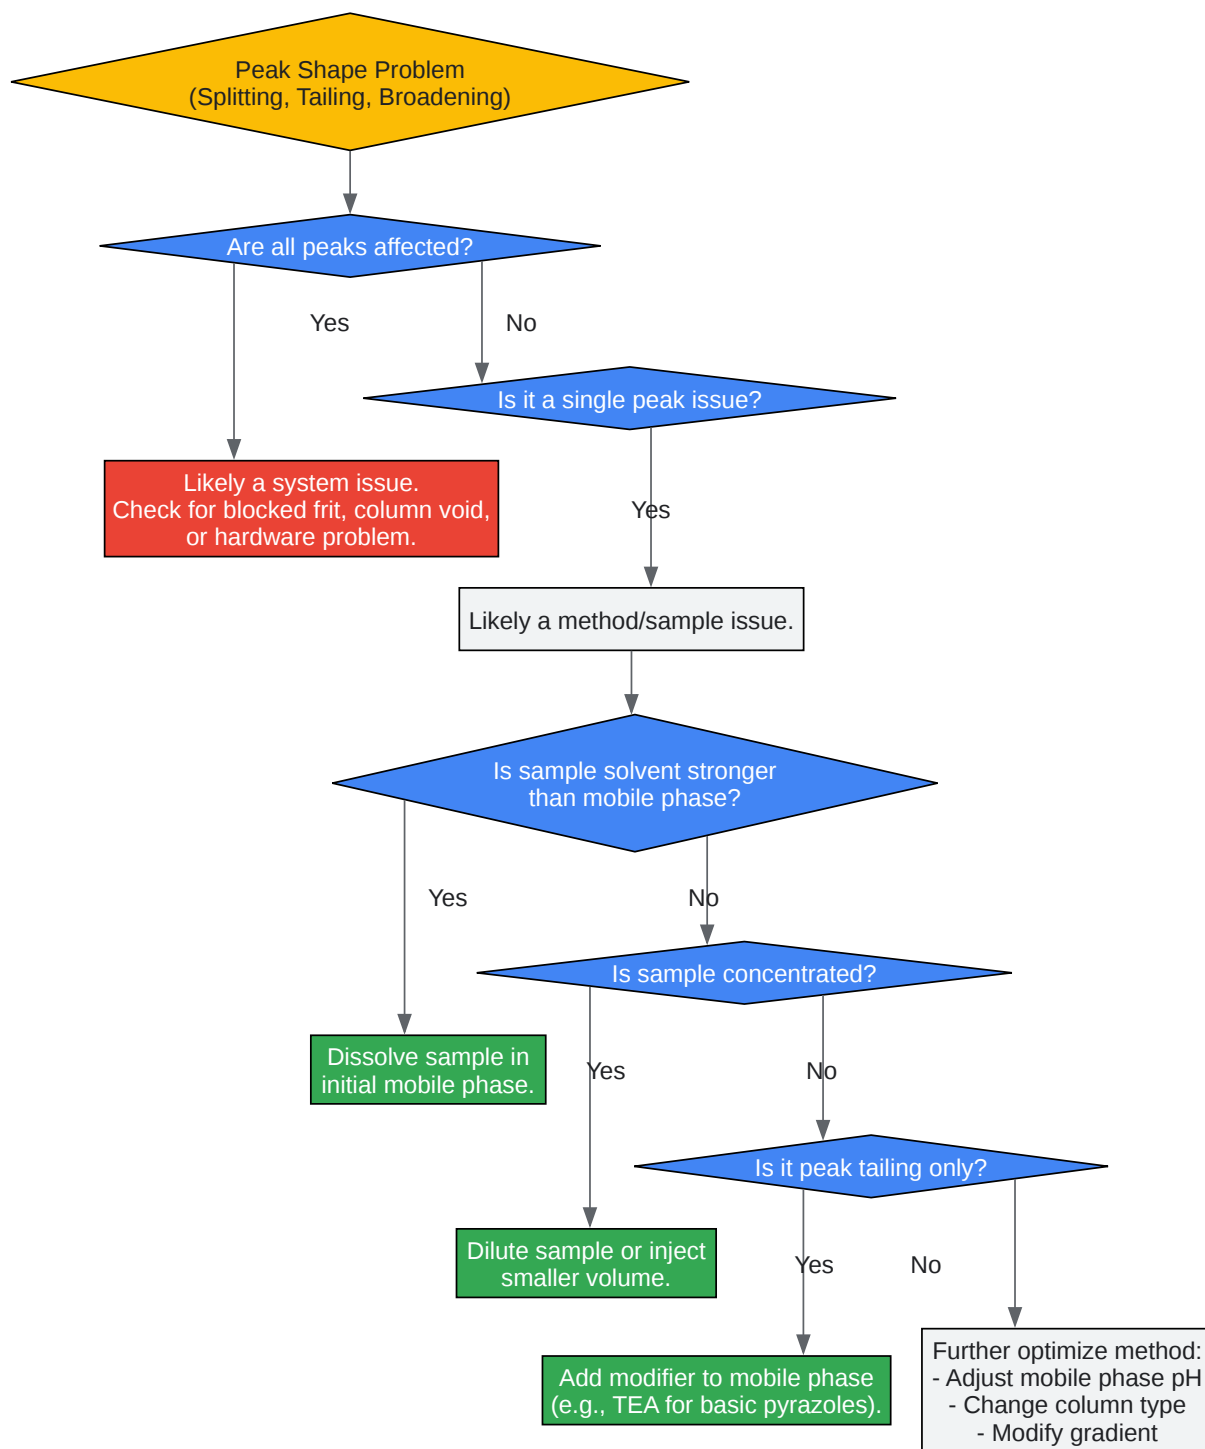 Peak Shape Problem
(Splitting, Tailing, Broadening)
Are all peaks affected?
Yes
No
Is it a single peak issue?
Likely a system issue.
Check for blocked frit, column void,
or hardware problem.
Yes
Likely a method/sample issue.
Is sample solvent stronger
than mobile phase?
Yes
No
Is sample concentrated?
Dissolve sample in
initial mobile phase.
Yes
No
Is it peak tailing only?
Dilute sample or inject
smaller volume.
Yes
No
Add modifier to mobile phase
(e.g., TEA for basic pyrazoles).
Further optimize method:
- Adjust mobile phase pH
- Change column type
- Modify gradient